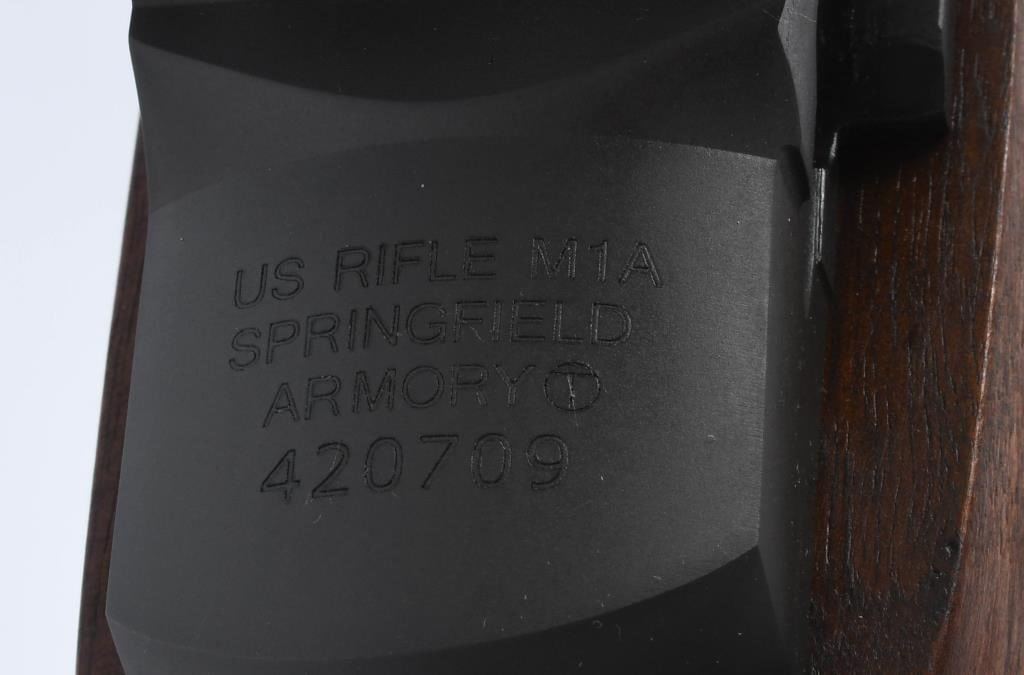 US RIFLE M1A
SPRINGFIELD
ARMORY Ⓣ
420709